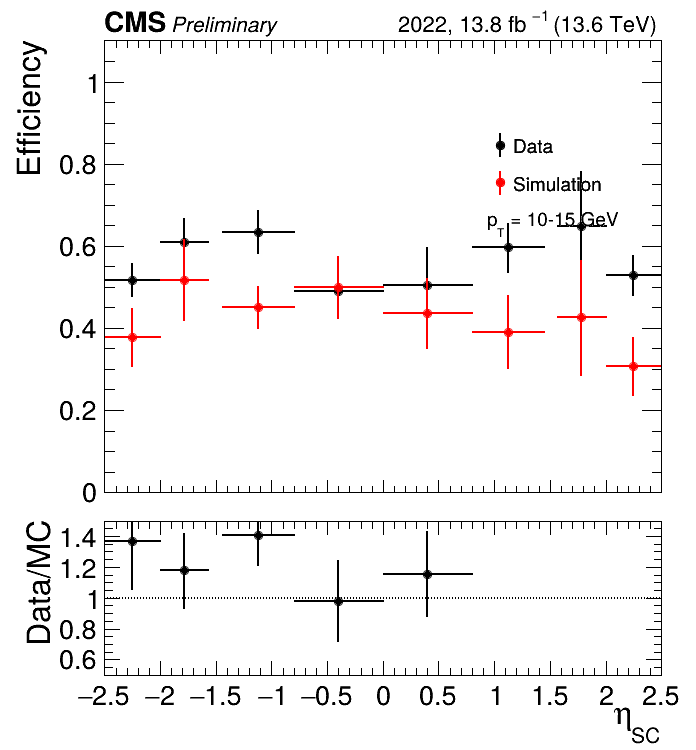 CMS Preliminary 2022, 13.8 fb⁻¹ (13.6 TeV)
Efficiency
1
0.8
0.6
0.4
0.2
0
Data
Simulation
p_T = 10-15 GeV
Data/MC
1.4
1.2
1
0.8
0.6
−2.5 −2 −1.5 −1 −0.5 0 0.5 1 1.5 2 2.5
η_SC